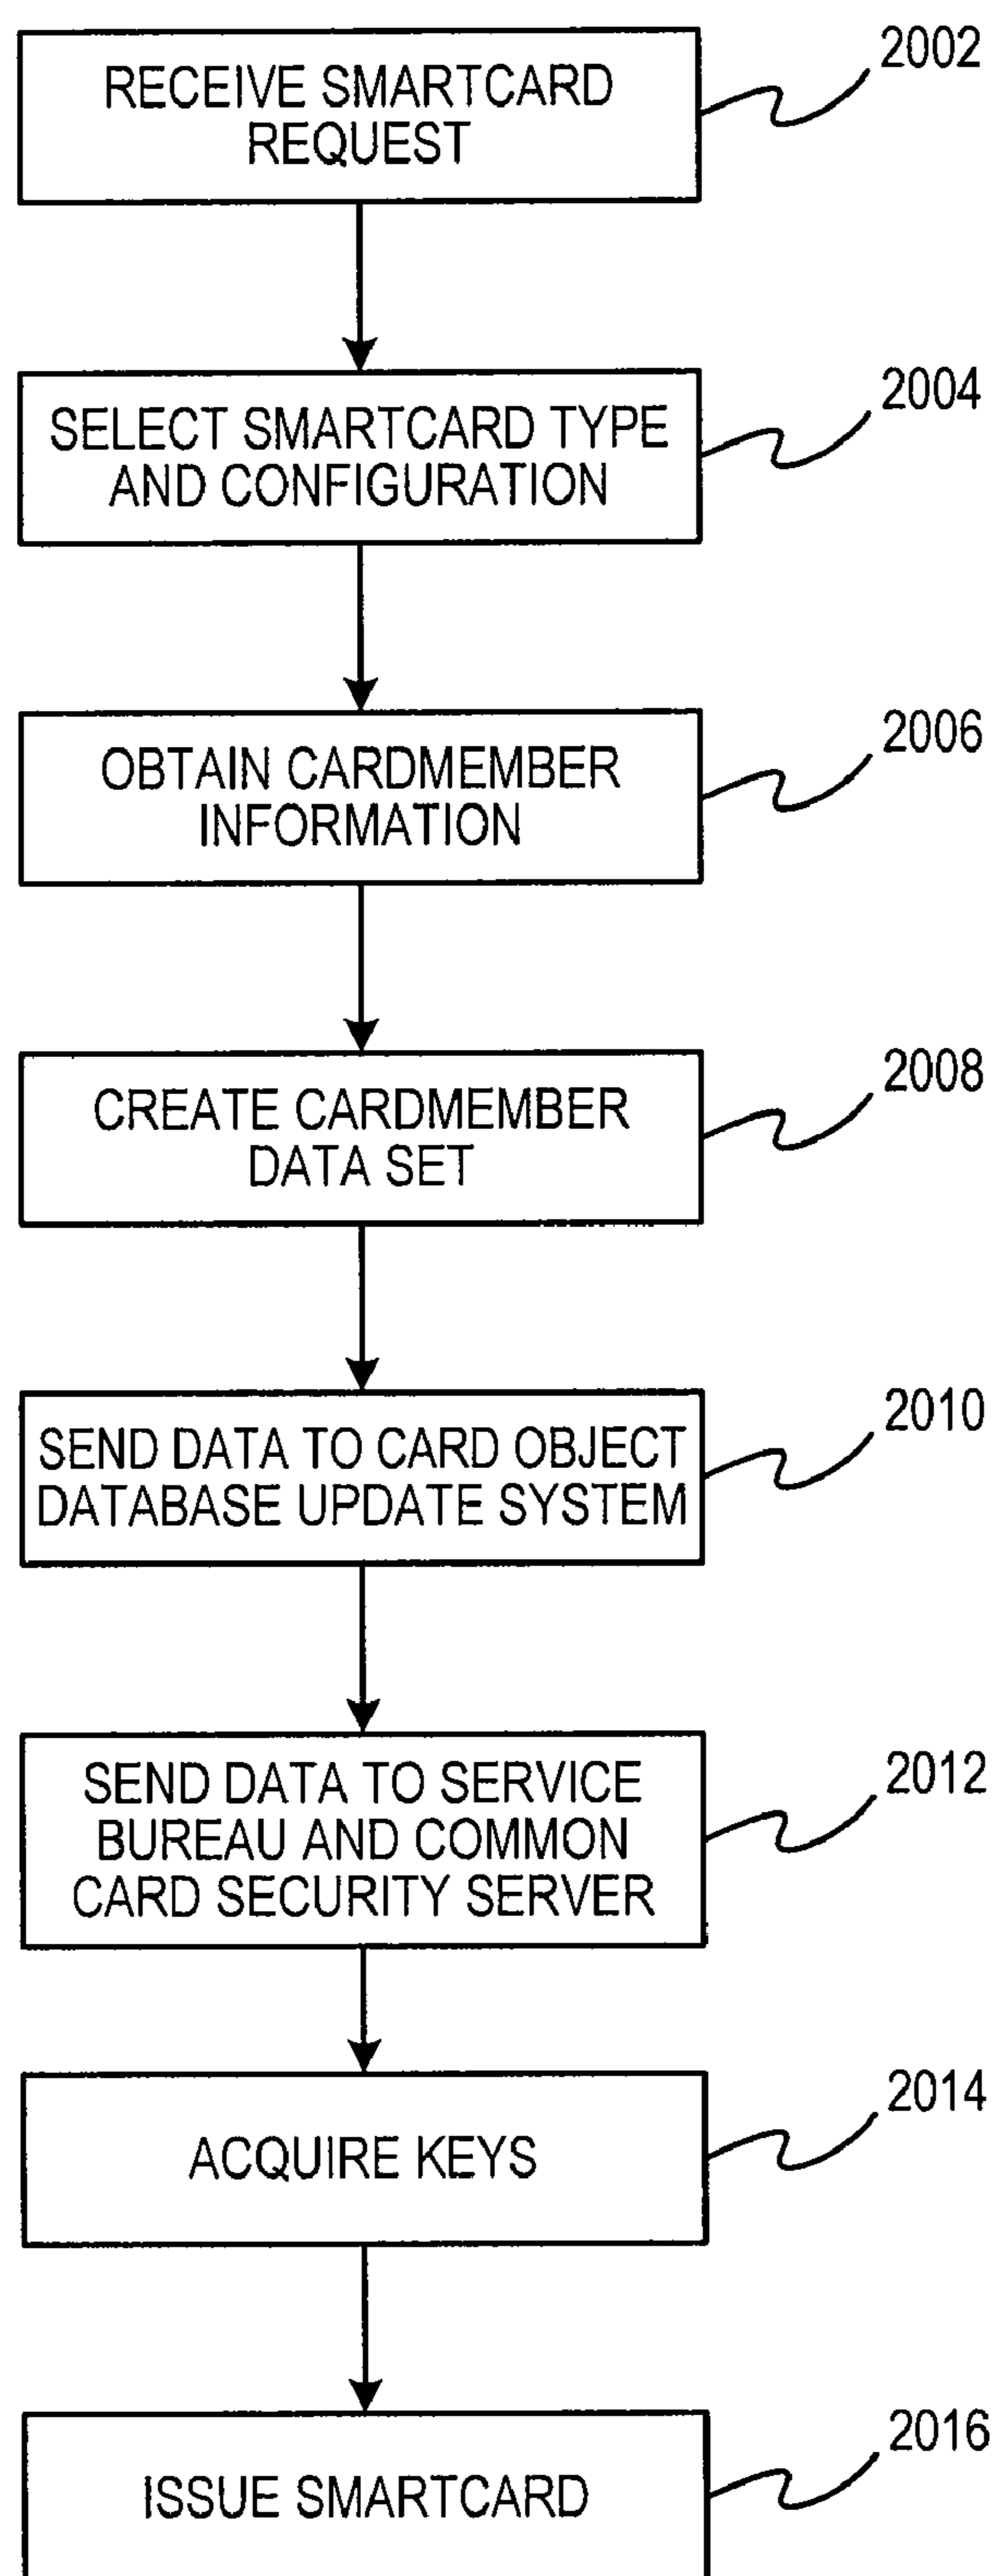 RECEIVE SMARTCARD
REQUEST
2002
SELECT SMARTCARD TYPE
AND CONFIGURATION
2004
OBTAIN CARDMEMBER
INFORMATION
2006
CREATE CARDMEMBER
DATA SET
2008
SEND DATA TO CARD OBJECT
DATABASE UPDATE SYSTEM
2010
SEND DATA TO SERVICE
BUREAU AND COMMON
CARD SECURITY SERVER
2012
ACQUIRE KEYS
2014
ISSUE SMARTCARD
2016